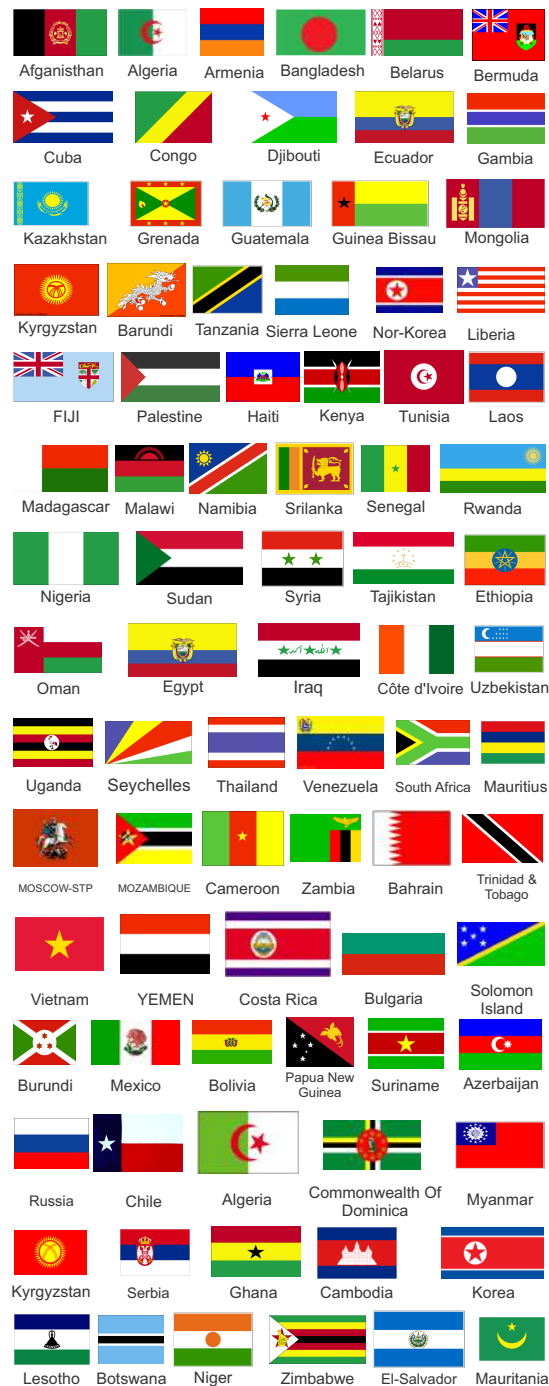 Afganisthan Algeria Armenia Bangladesh Belarus Bermuda
Cuba Congo Djibouti Ecuador Gambia
Kazakhstan Grenada Guatemala Guinea Bissau Mongolia
Kyrgyzstan Barundi Tanzania Sierra Leone Nor-Korea Liberia
FIJI Palestine Haiti Kenya Tunisia Laos
Madagascar Malawi Namibia Srilanka Senegal Rwanda
Nigeria Sudan Syria Tajikistan Ethiopia
Oman Egypt Iraq Côte d'Ivoire Uzbekistan
Uganda Seychelles Thailand Venezuela South Africa Mauritius
MOSCOW-STP MOZAMBIQUE Cameroon Zambia Bahrain Trinidad &
Tobago
Vietnam YEMEN Costa Rica Bulgaria Solomon
Island
Burundi Mexico Bolivia Papua New
Guinea Suriname Azerbaijan
Russia Chile Algeria Commonwealth Of
Dominica Myanmar
Kyrgyzstan Serbia Ghana Cambodia Korea
Lesotho Botswana Niger Zimbabwe El-Salvador Mauritania